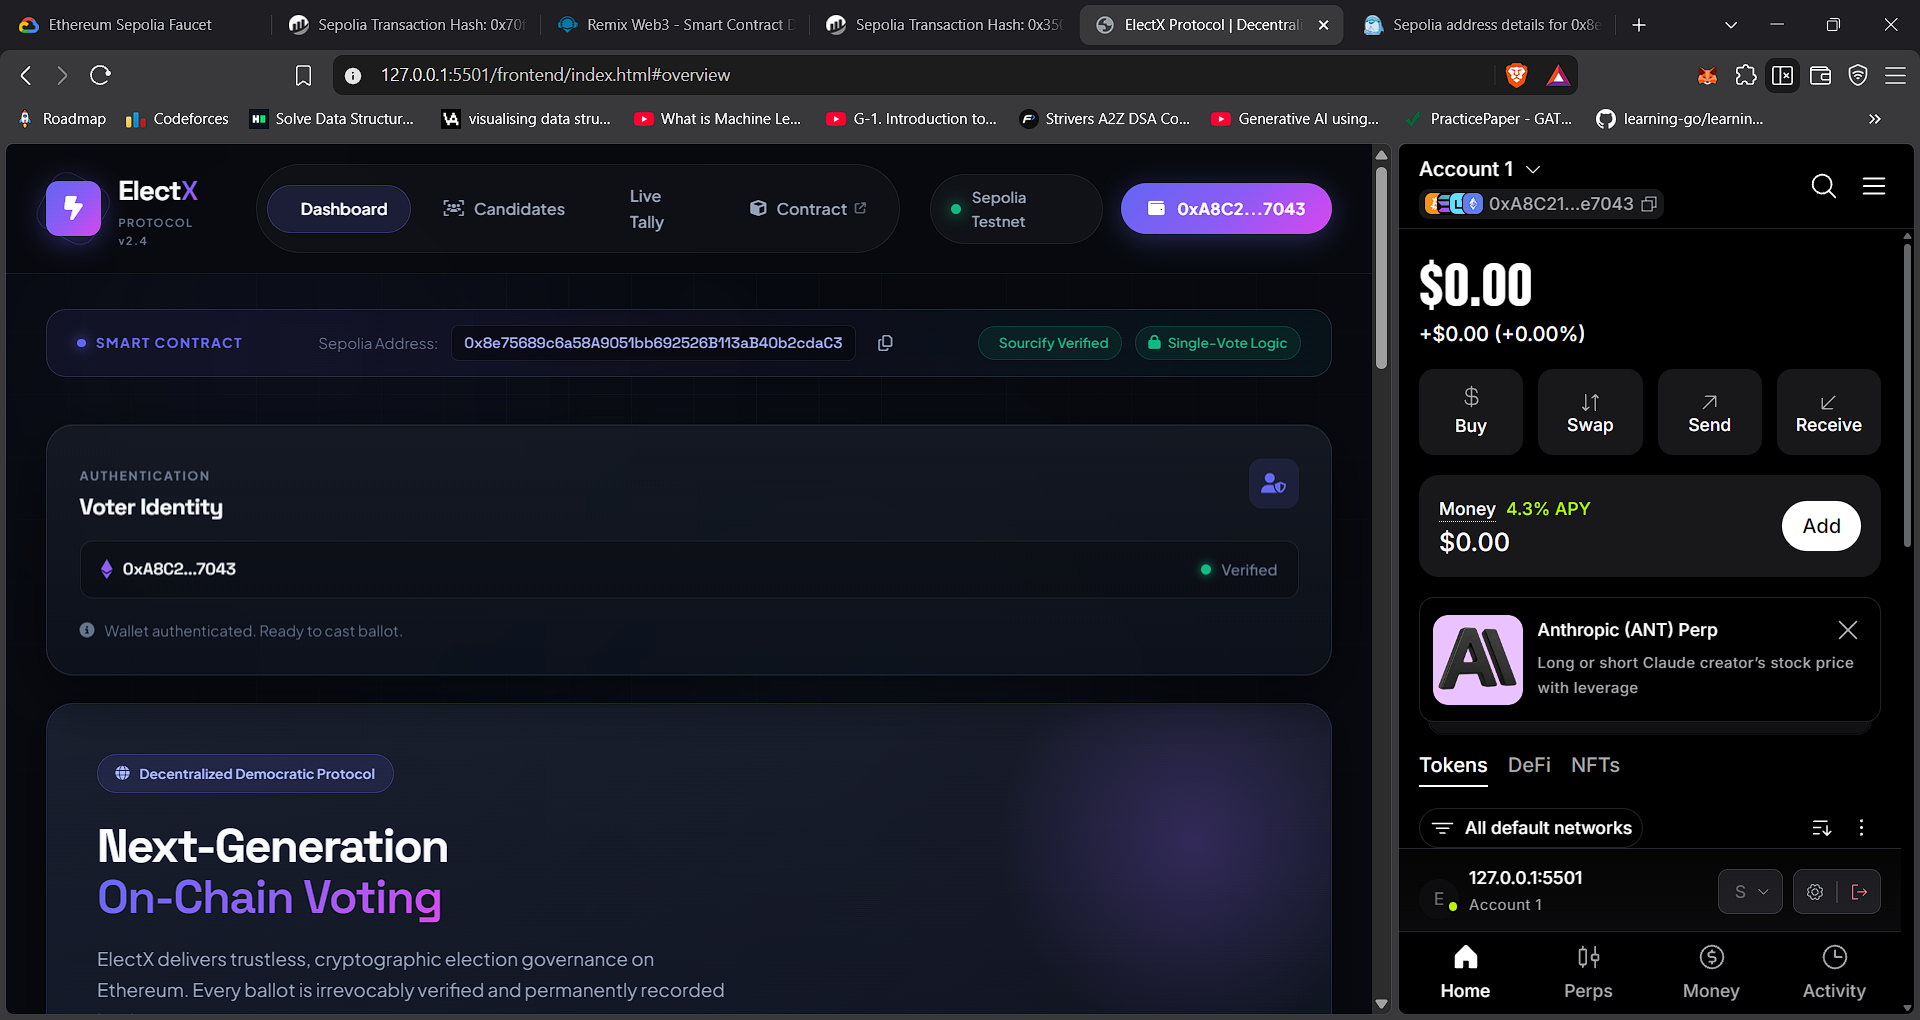 Ethereum Sepolia Faucet
Sepolia Transaction Hash: 0x70f
Remix Web3 - Smart Contract D
Sepolia Transaction Hash: 0x350
ElectX Protocol | Decentrali
Sepolia address details for 0x8e
127.0.0.1:5501/frontend/index.html#overview
Roadmap
Codeforces
Solve Data Structur...
visualising data stru...
What is Machine Le...
G-1. Introduction to...
Strivers A2Z DSA Co...
Generative AI using...
PracticePaper - GAT...
learning-go/learnin...
ElectX
PROTOCOL
v2.4
Dashboard
Candidates
Live
Tally
Contract
Sepolia
Testnet
0xA8C2...7043
SMART CONTRACT
Sepolia Address:
0x8e75689c6a58A9051bb692526B113aB40b2cdaC3
Sourcify Verified
Single-Vote Logic
AUTHENTICATION
Voter Identity
0xA8C2...7043
Verified
Wallet authenticated. Ready to cast ballot.
Decentralized Democratic Protocol
Next-Generation
On-Chain Voting
ElectX delivers trustless, cryptographic election governance on
Ethereum. Every ballot is irrevocably verified and permanently recorded
Account 1
0xA8C21...e7043
$0.00
+$0.00 (+0.00%)
Buy
Swap
Send
Receive
Money 4.3% APY
$0.00
Add
Anthropic (ANT) Perp
Long or short Claude creator's stock price
with leverage
Tokens
DeFi
NFTs
All default networks
E
127.0.0.1:5501
Account 1
S
Home
Perps
Money
Activity